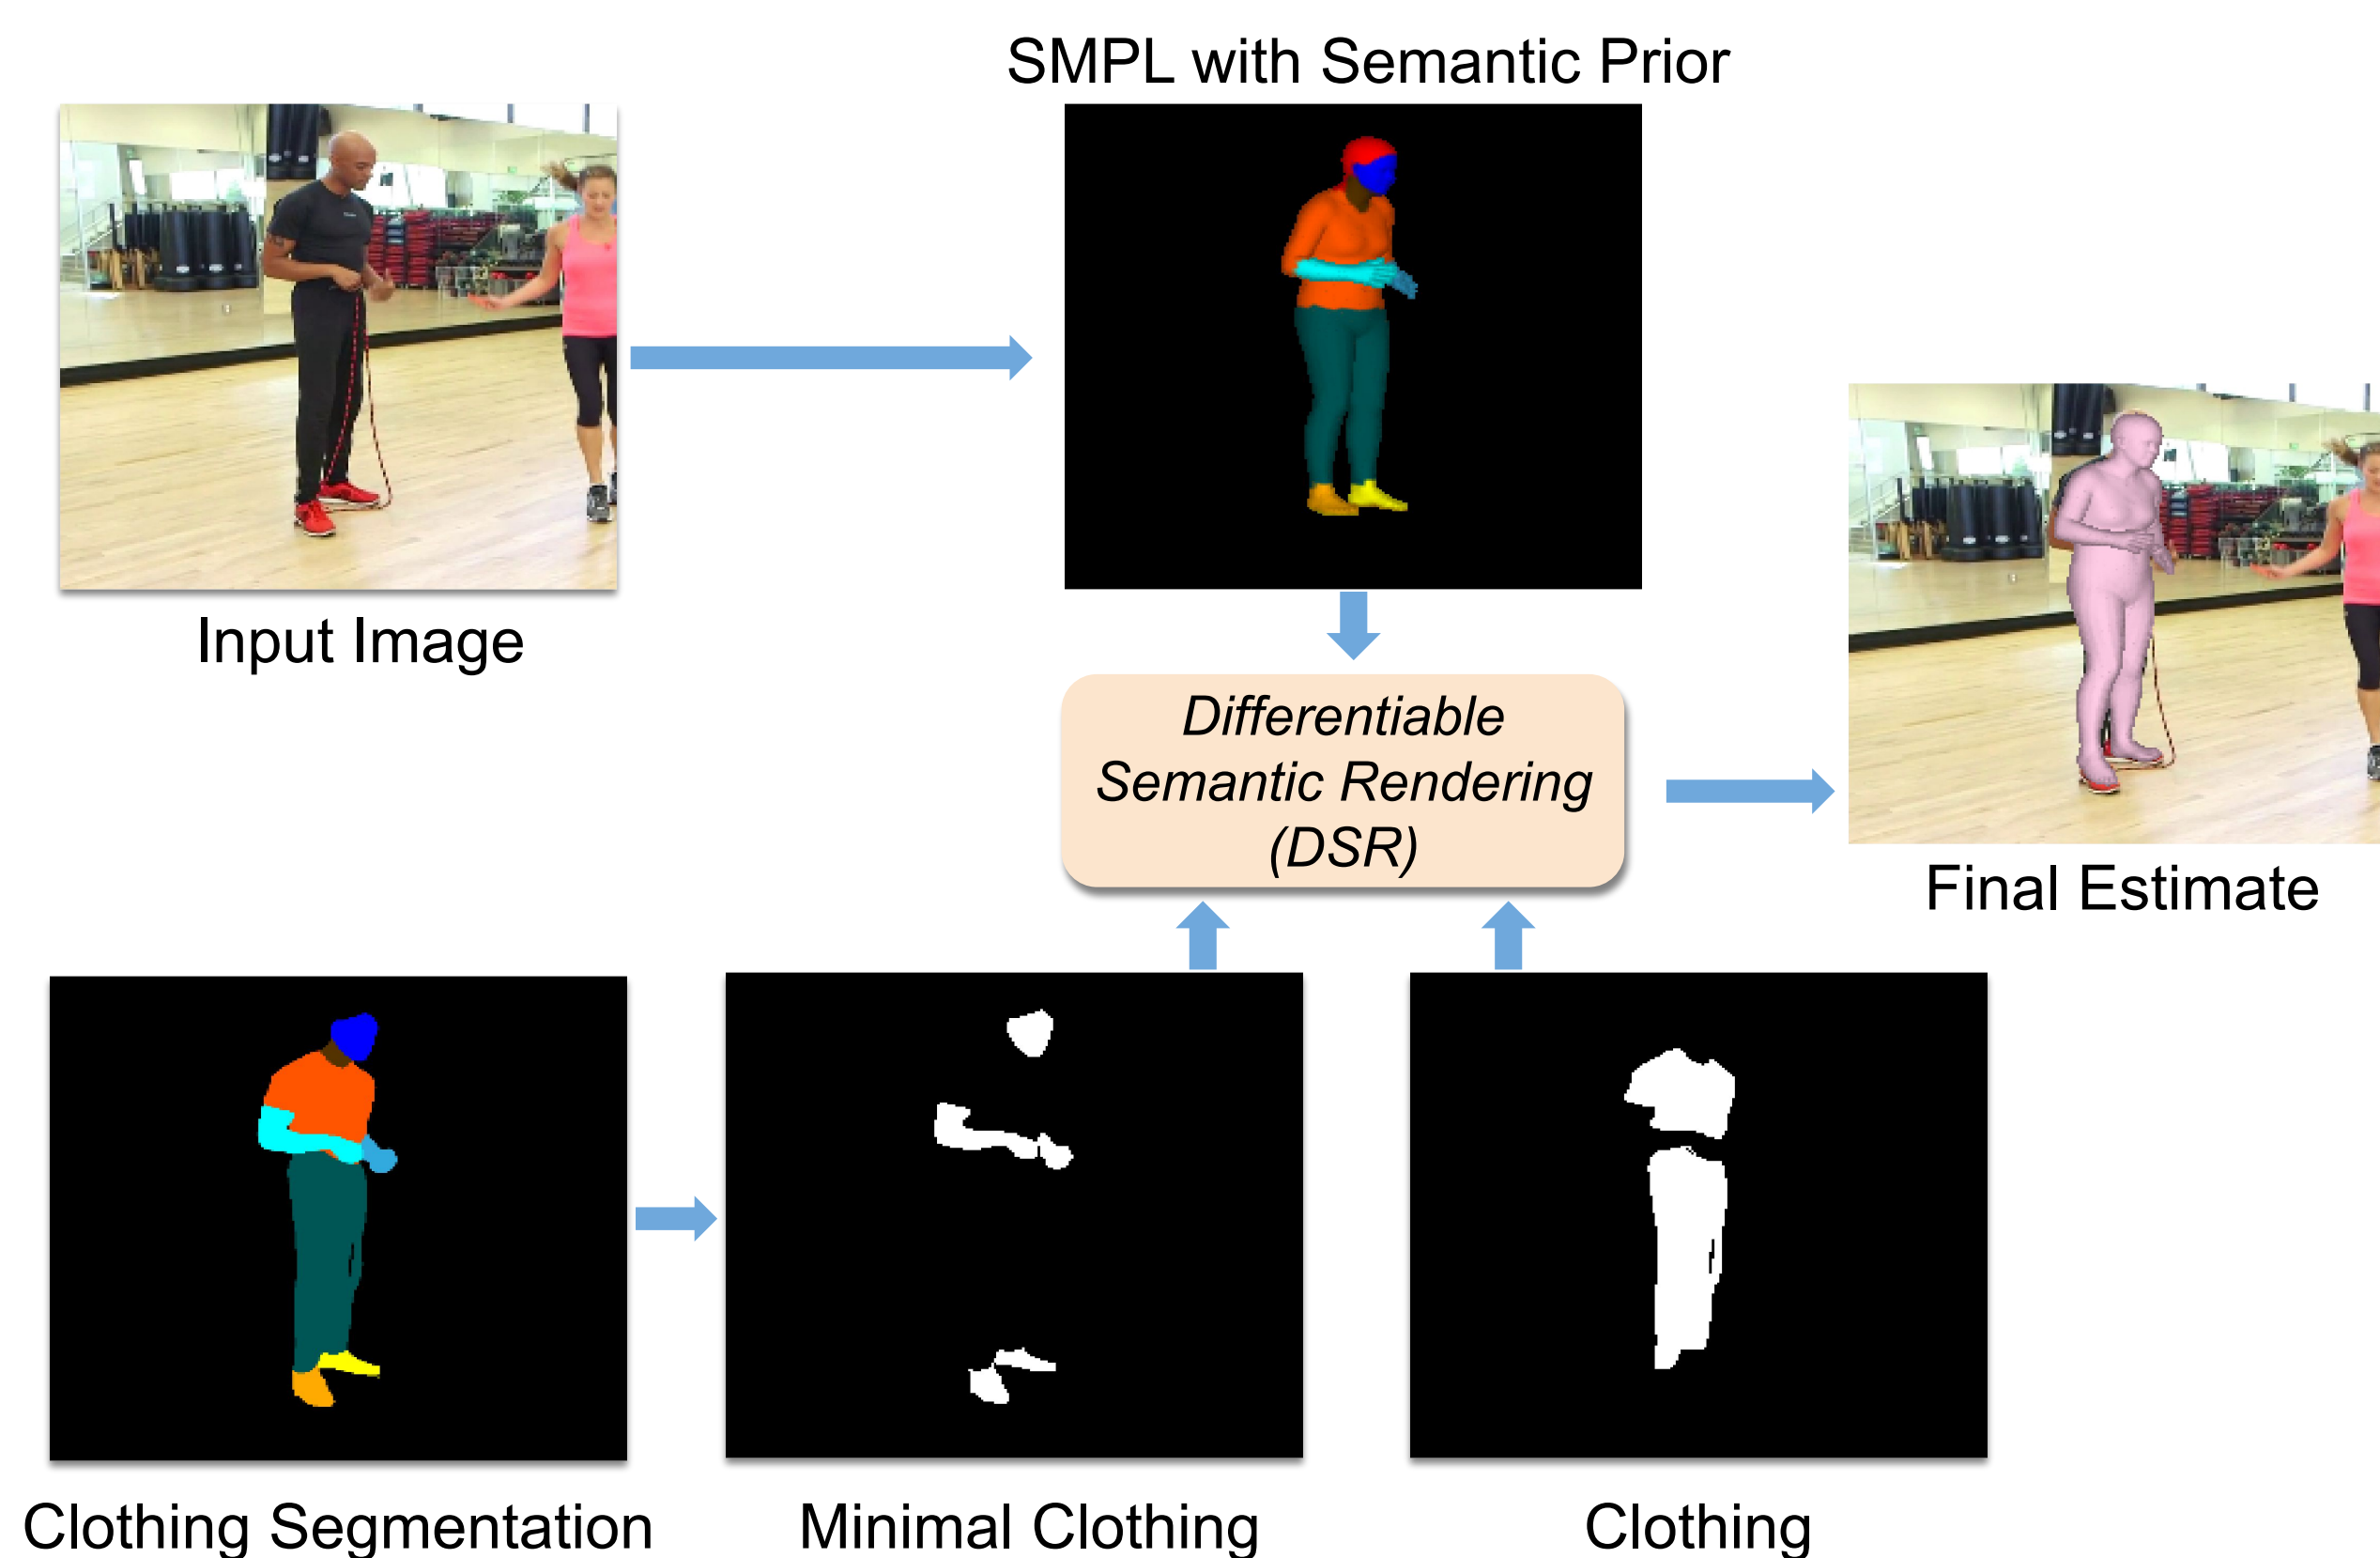 SMPL with Semantic Prior
Input Image
Differentiable
Semantic Rendering
(DSR)
Final Estimate
Clothing Segmentation
Minimal Clothing
Clothing